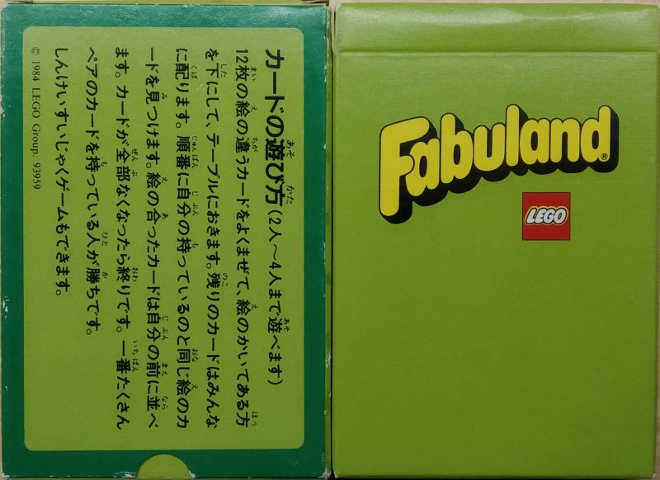 カードの遊び方(2人～4人まで遊べます)
12枚の絵の違うカードをよくまぜて、絵のかいてある方
を下にして、テーブルにおきます。残りのカードはみんな
に配ります。順番に自分の持っているのと同じ絵のカ
ードを見つけます。絵の合ったカードは自分の前に並べ
ます。カードが全部なくなったら終りです。一番たくさん
ペアのカードを持っている人が勝ちです。
しんけいすいじゃくゲームもできます。
© 1984 LEGO Group. 93959
Fabuland®
LEGO